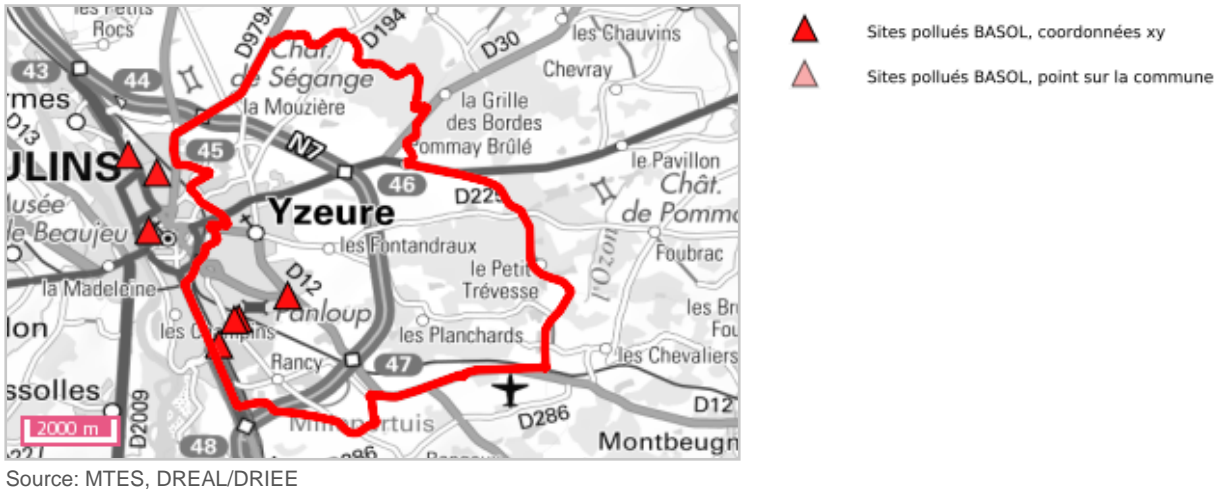 les Petits
Rocs
D979A
D194
les Chauvins
D30
Chât.
de Ségange
Chevray
43
44
rmes
la Mouzière
la Grille
des Bordes
Pommay Brûlé
D13
N7
45
le Pavillon
ULINS
46
Chât.
de Pommo
D225
Musée
de Beaujeu
Yzeure
les Fontandraux
l'Ozon
Foubrac
le Petit
Trévesse
D12
la Madeleine
Panloup
les Br
Fou
les Planchards
les Champins
lon
les Chevaliers
Rancy
47
ssolles
D2009
D12
D286
2000 m
48
Montbeugn
Sites pollués BASOL, coordonnées xy
Sites pollués BASOL, point sur la commune
Source: MTES, DREAL/DRIEE